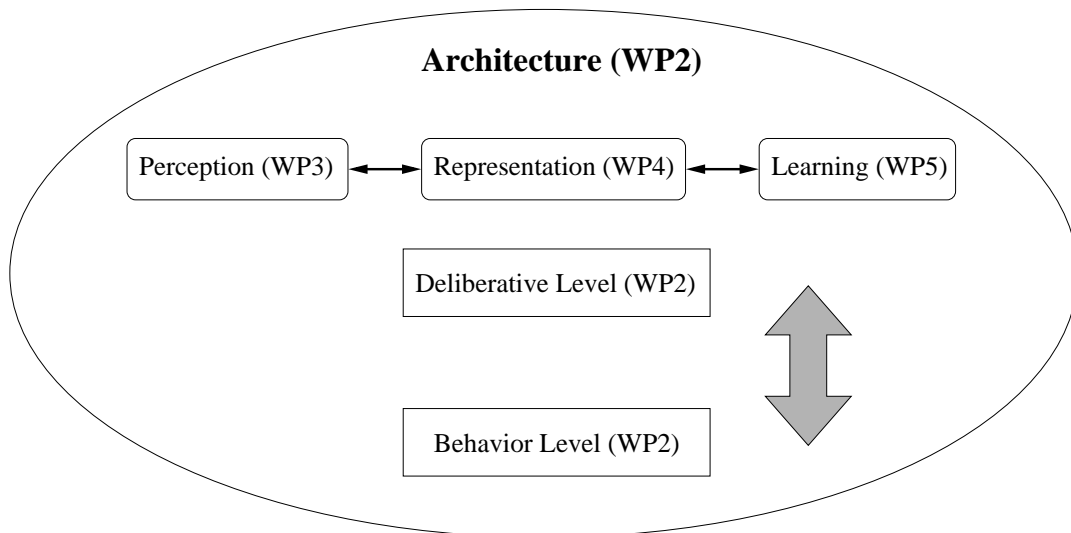 Architecture (WP2)
Perception (WP3)
Representation (WP4)
Learning (WP5)
Deliberative Level (WP2)
Behavior Level (WP2)